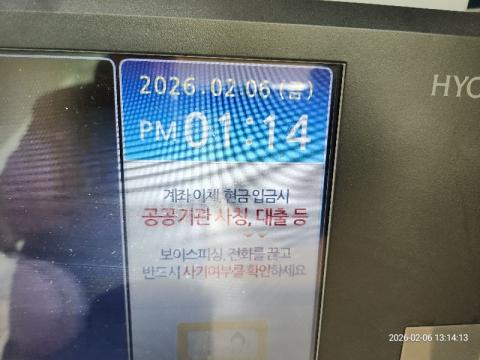 2026.02.06 (금)
PM 01:14
HYO
계좌 이체, 현금 입금시
공공기관 사칭, 대출 등
보이스피싱, 전화를 끊고
반드시 사기여부를 확인하세요
2026-02-06 13:14:13